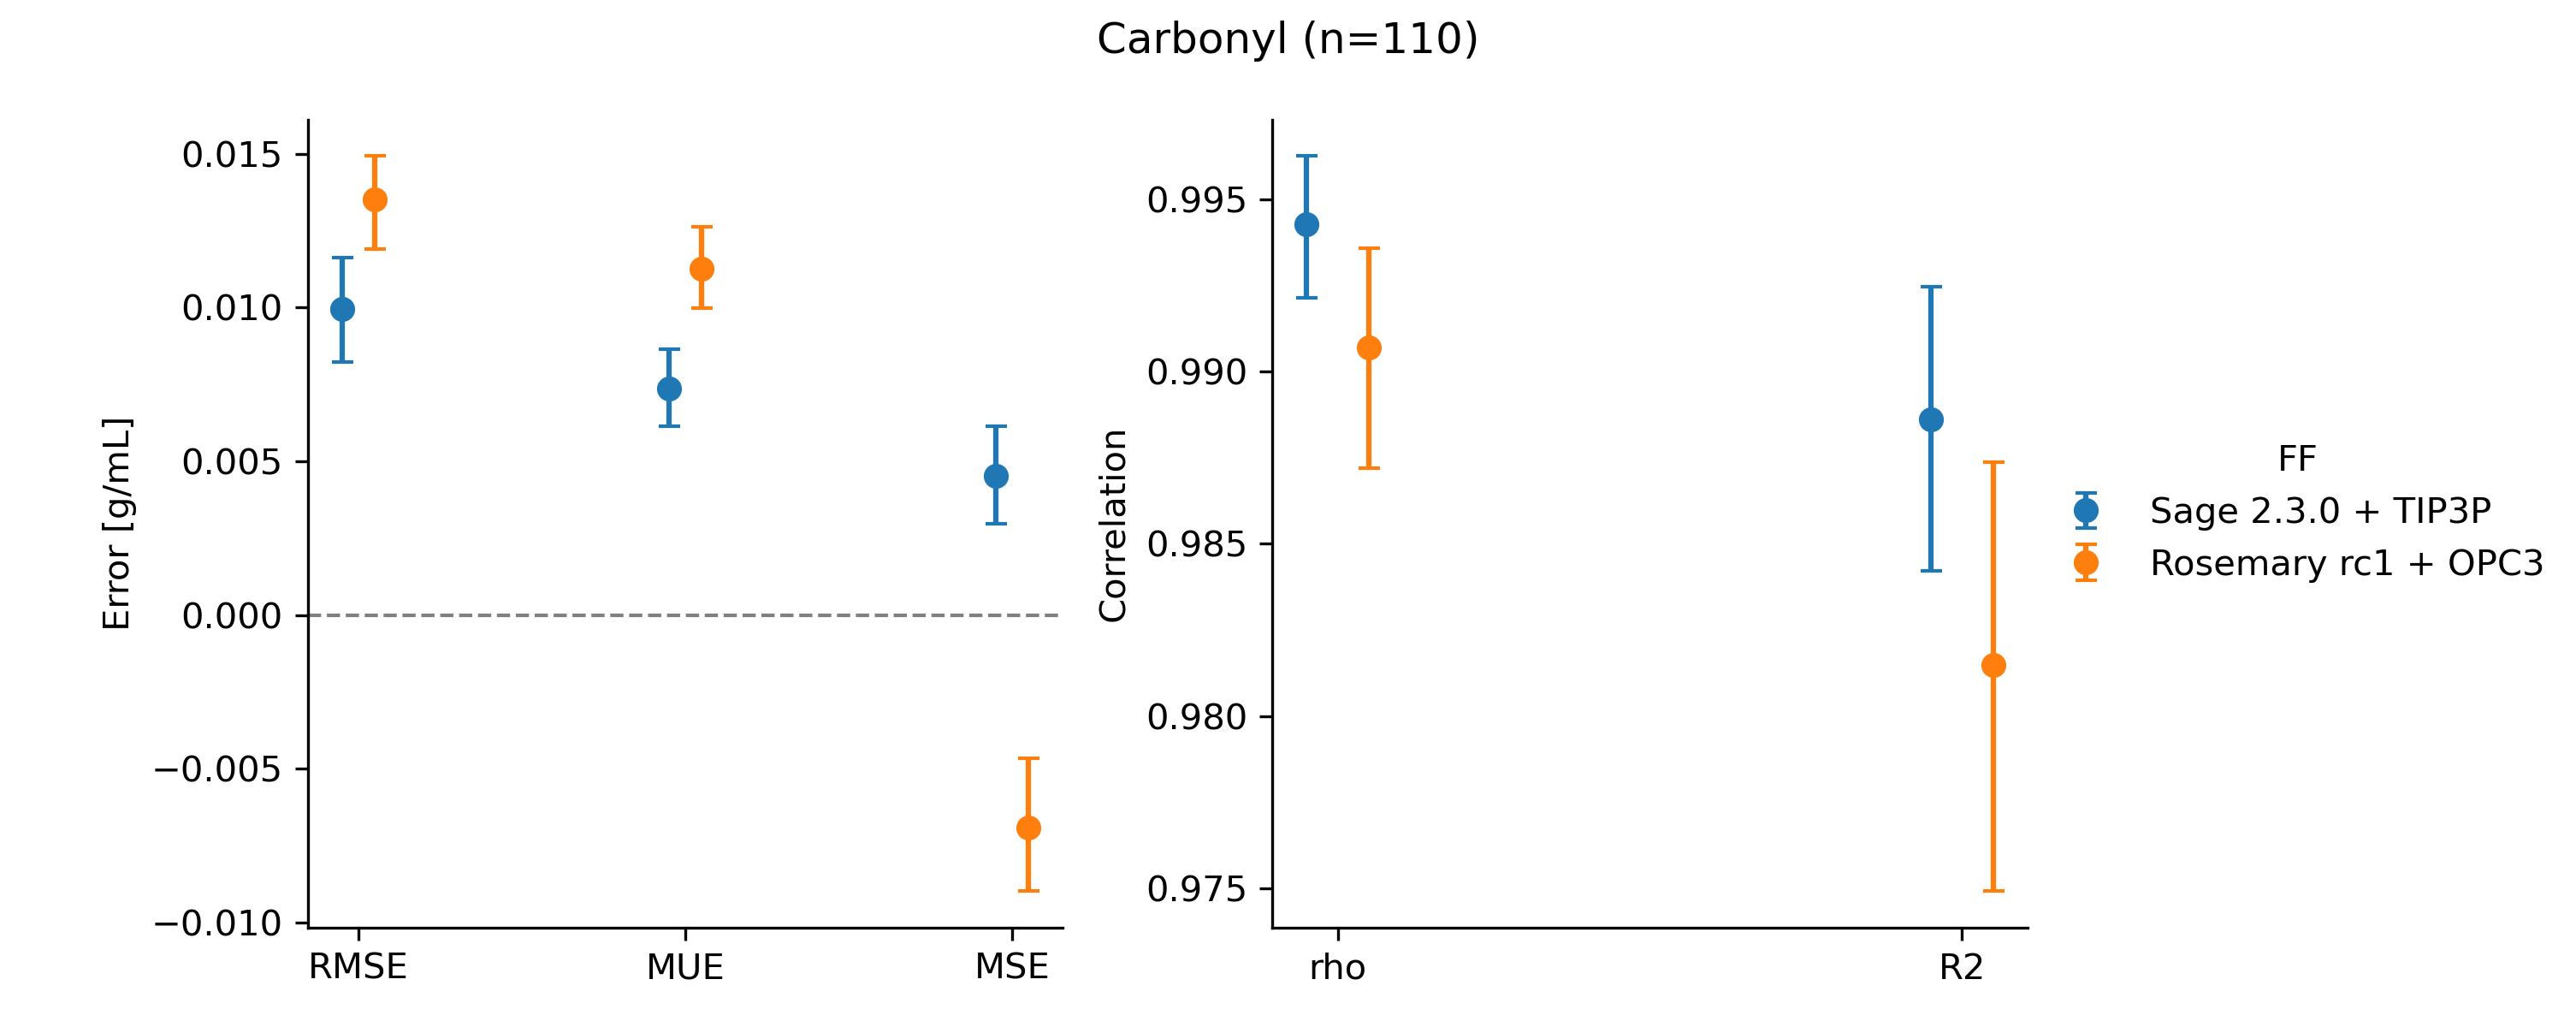 Carbonyl (n=110)
Error [g/mL]
0.015
0.010
0.005
0.000
−0.005
−0.010
RMSE
MUE
MSE
Correlation
0.995
0.990
0.985
0.980
0.975
rho
R2
FF
Sage 2.3.0 + TIP3P
Rosemary rc1 + OPC3